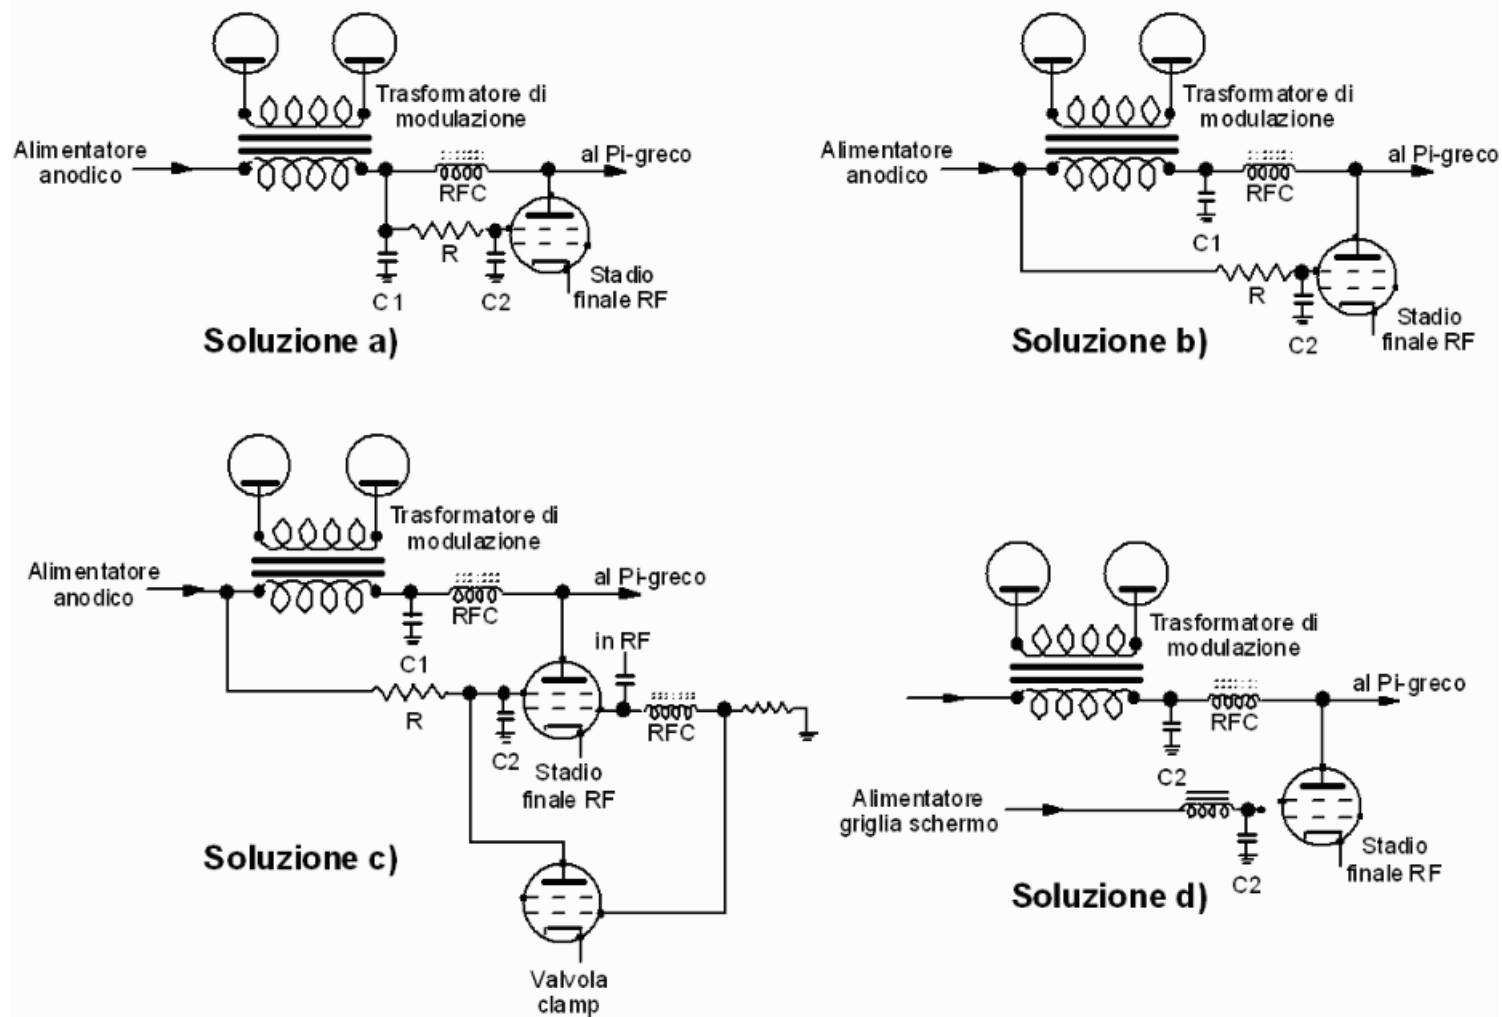 Trasformatore di
modulazione
Alimentatore
anodico
al Pi-greco
RFC
R
C1
C2
Stadio
finale RF
Soluzione a)
Trasformatore di
modulazione
Alimentatore
anodico
al Pi-greco
RFC
C1
R
C2
Stadio
finale RF
Soluzione b)
Trasformatore di
modulazione
Alimentatore
anodico
al Pi-greco
RFC
C1
in RF
R
C2
RFC
Stadio
finale RF
Soluzione c)
Valvola
clamp
Trasformatore di
modulazione
al Pi-greco
RFC
C2
Alimentatore
griglia schermo
C2
Stadio
finale RF
Soluzione d)